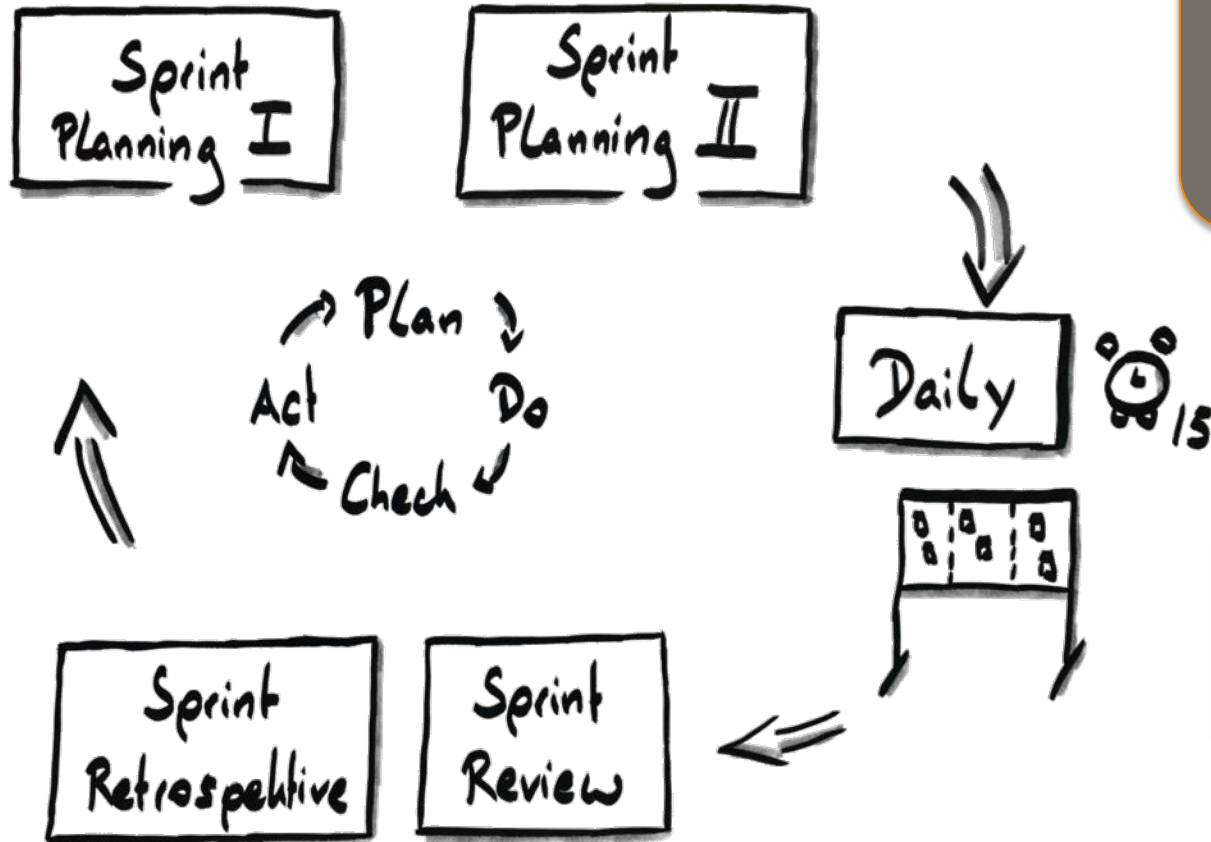 Sprint
Planning I
Sprint
Planning II
Plan
Act
Do
Check
Daily
15
Sprint
Retrospektive
Sprint
Review